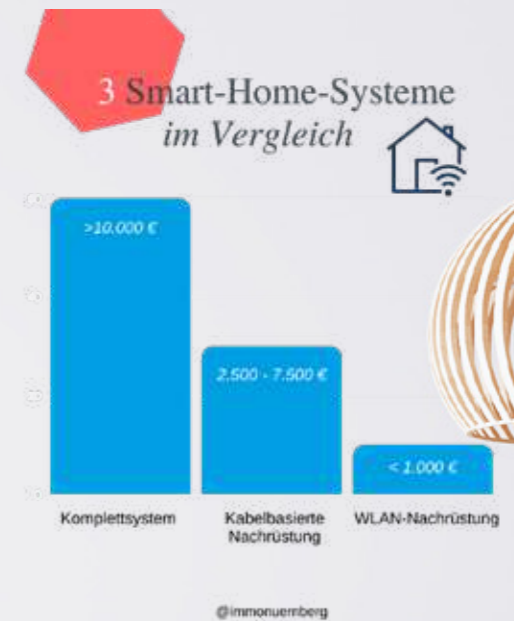 3 Smart-Home-Systeme
im Vergleich
>10.000 €
2.500 - 7.500 €
< 1.000 €
Komplettsystem
Kabelbasierte
Nachrüstung
WLAN-Nachrüstung
@immonuernberg